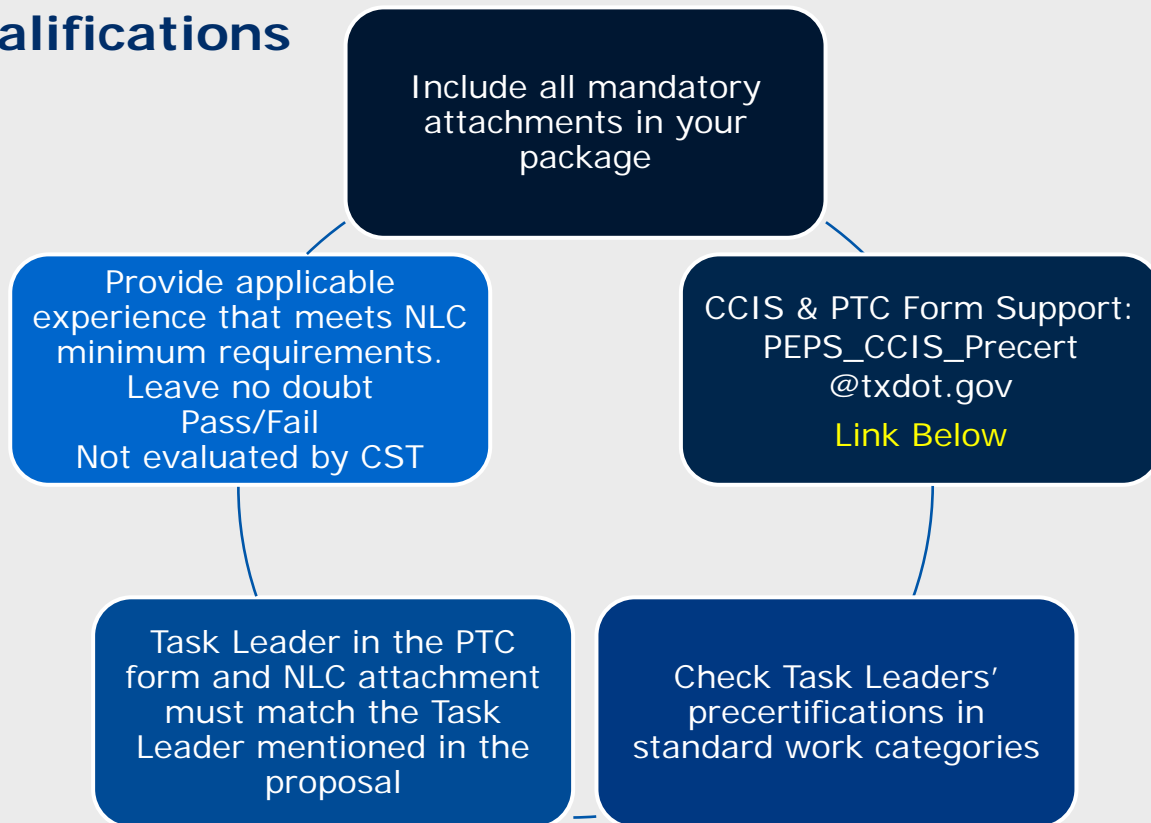 alifications
Include all mandatory
attachments in your
package
CCIS & PTC Form Support:
PEPS_CCIS_Precert
@txdot.gov
Link Below
Check Task Leaders’
precertifications in
standard work categories
Task Leader in the PTC
form and NLC attachment
must match the Task
Leader mentioned in the
proposal
Provide applicable
experience that meets NLC
minimum requirements.
Leave no doubt
Pass/Fail
Not evaluated by CST